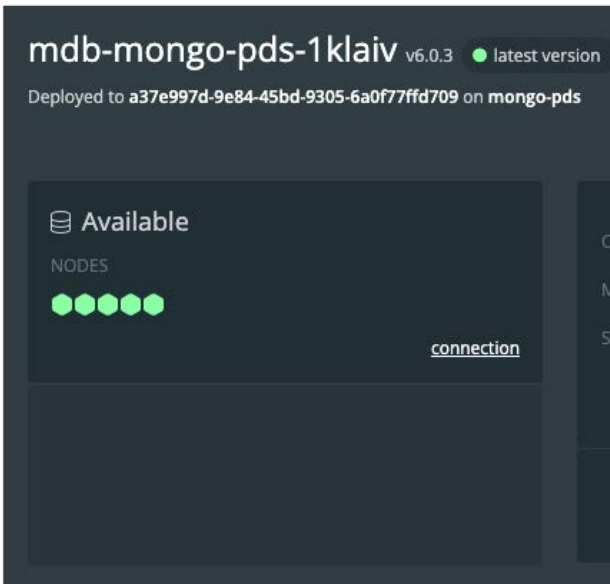 mdb-mongo-pds-1klaiv v6.0.3 latest version
Deployed to a37e997d-9e84-45bd-9305-6a0f77ffd709 on mongo-pds
Available
NODES
connection